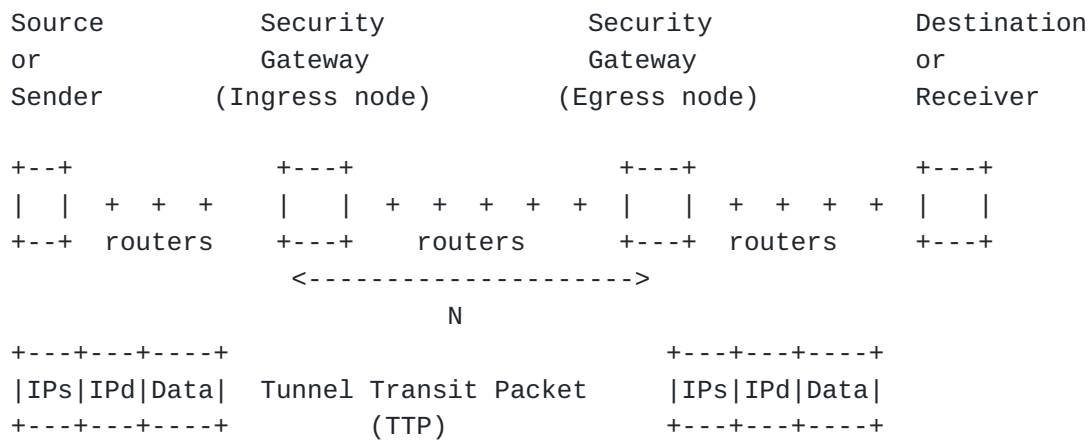 Source          Security            Security            Destination
or              Gateway             Gateway             or
Sender       (Ingress node)        (Egress node)        Receiver
+--+             +---+                 +---+              +---+
|  |  +  +  +    |   |  +  +  +  +  +  |   |  +  +  +  +  |   |
+--+  routers    +---+    routers      +---+  routers     +---+
<--------------------->
N
+---+---+----+                            +---+---+----+
|IPs|IPd|Data|  Tunnel Transit Packet     |IPs|IPd|Data|
+---+---+----+         (TTP)              +---+---+----+